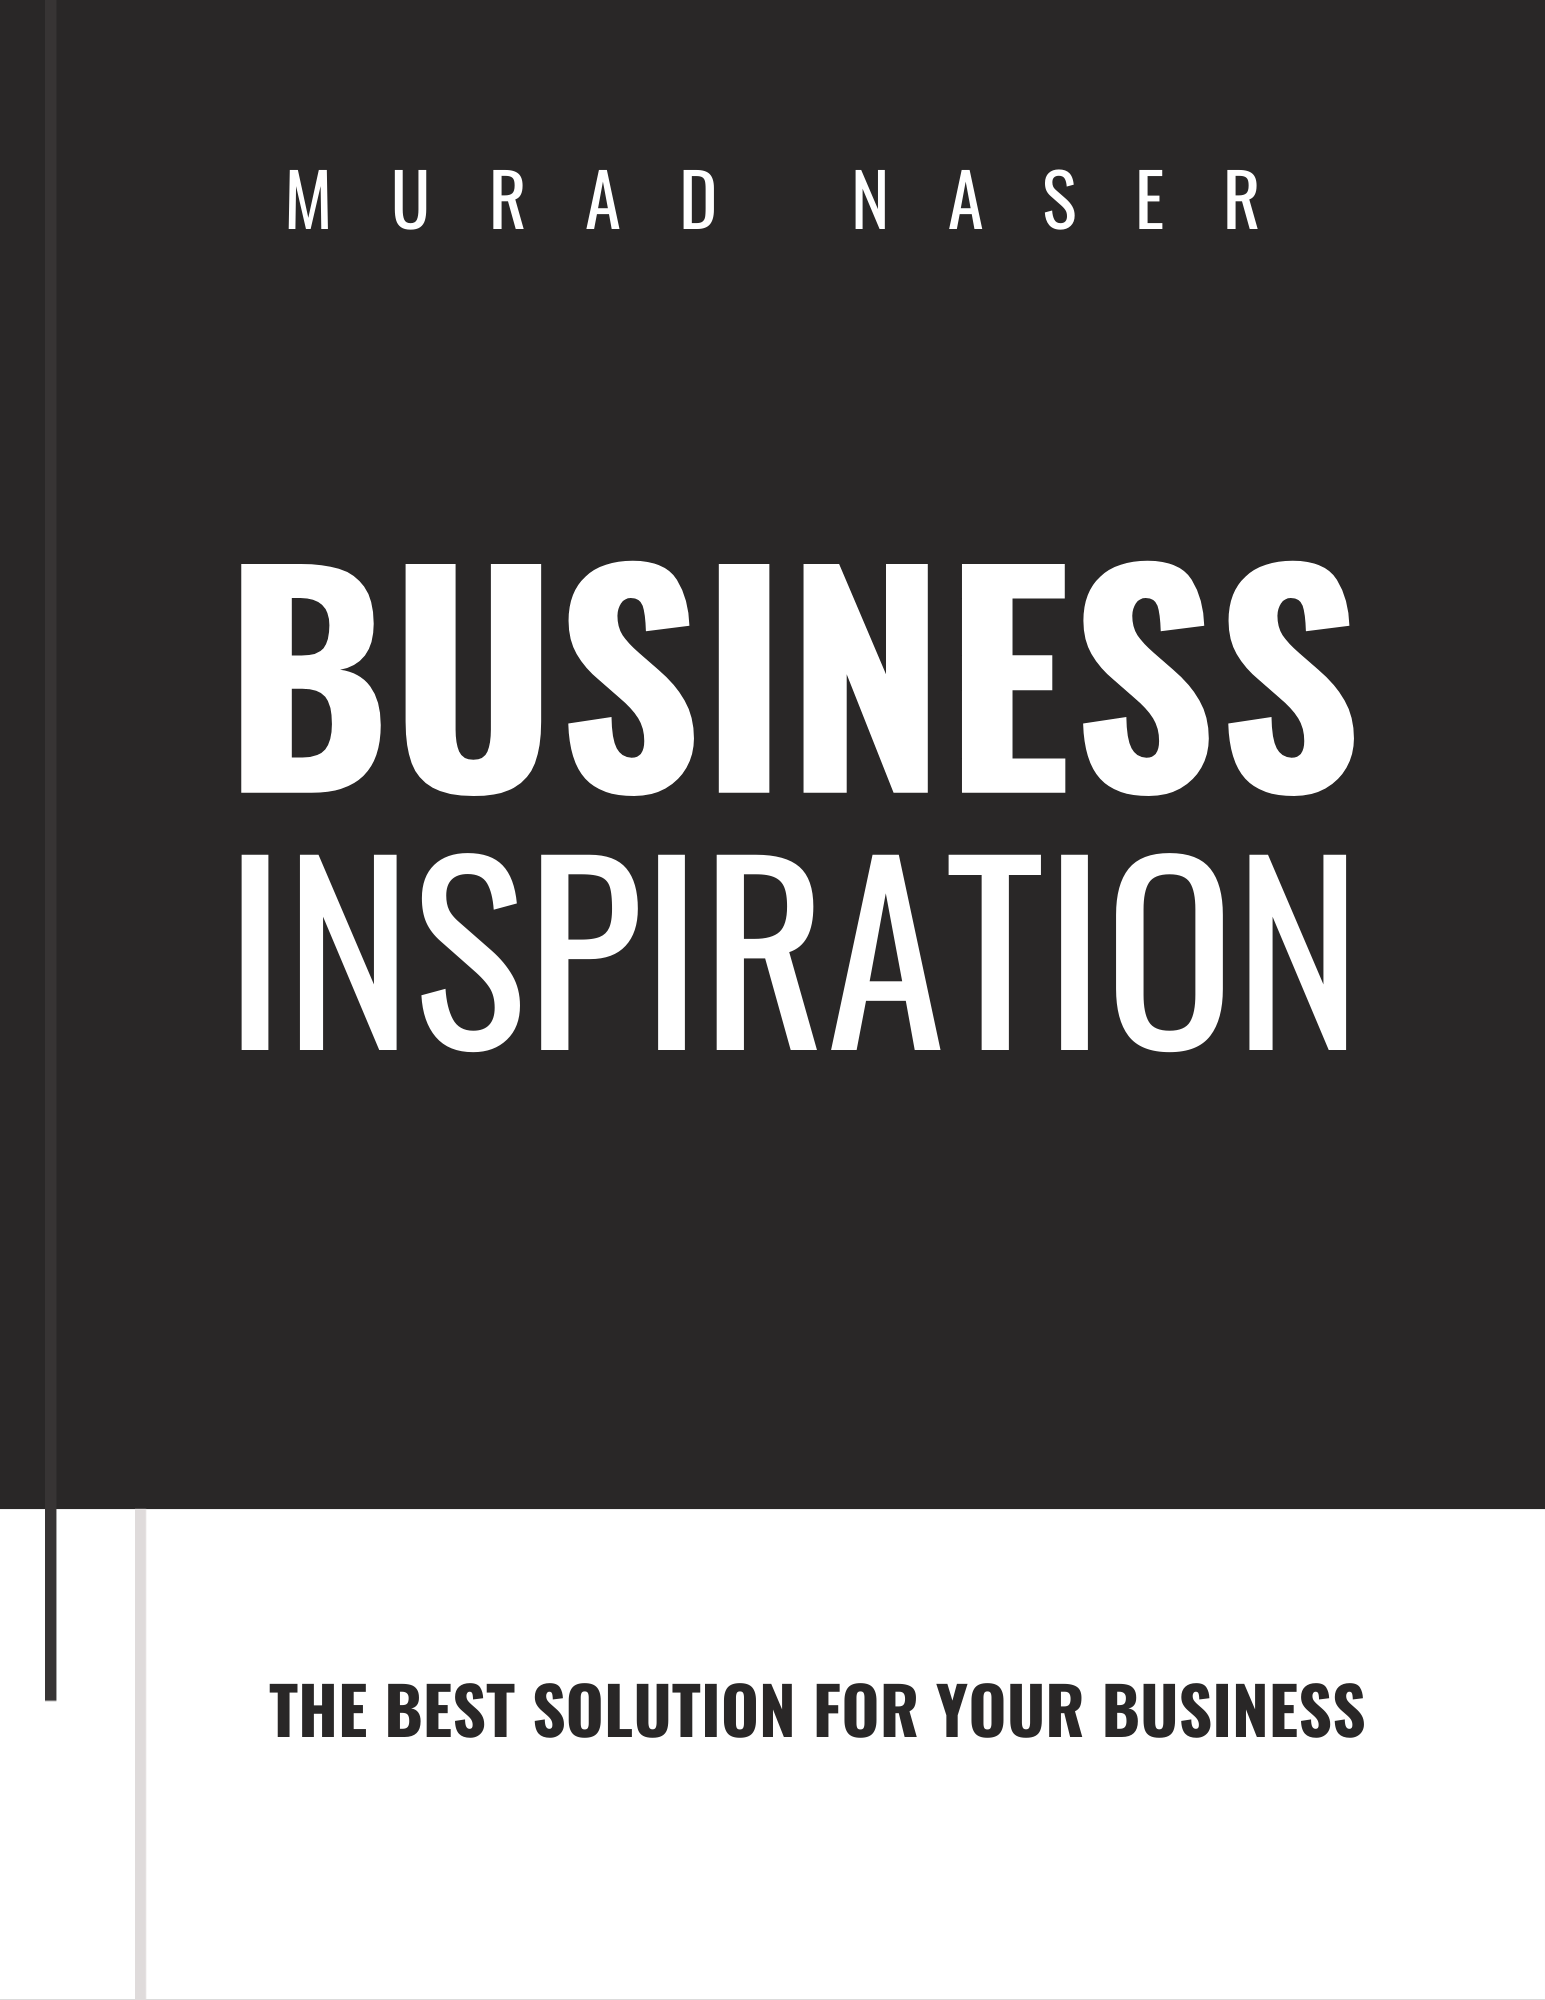 MURAD NASER
BUSINESS
INSPIRATION
THE BEST SOLUTION FOR YOUR BUSINESS